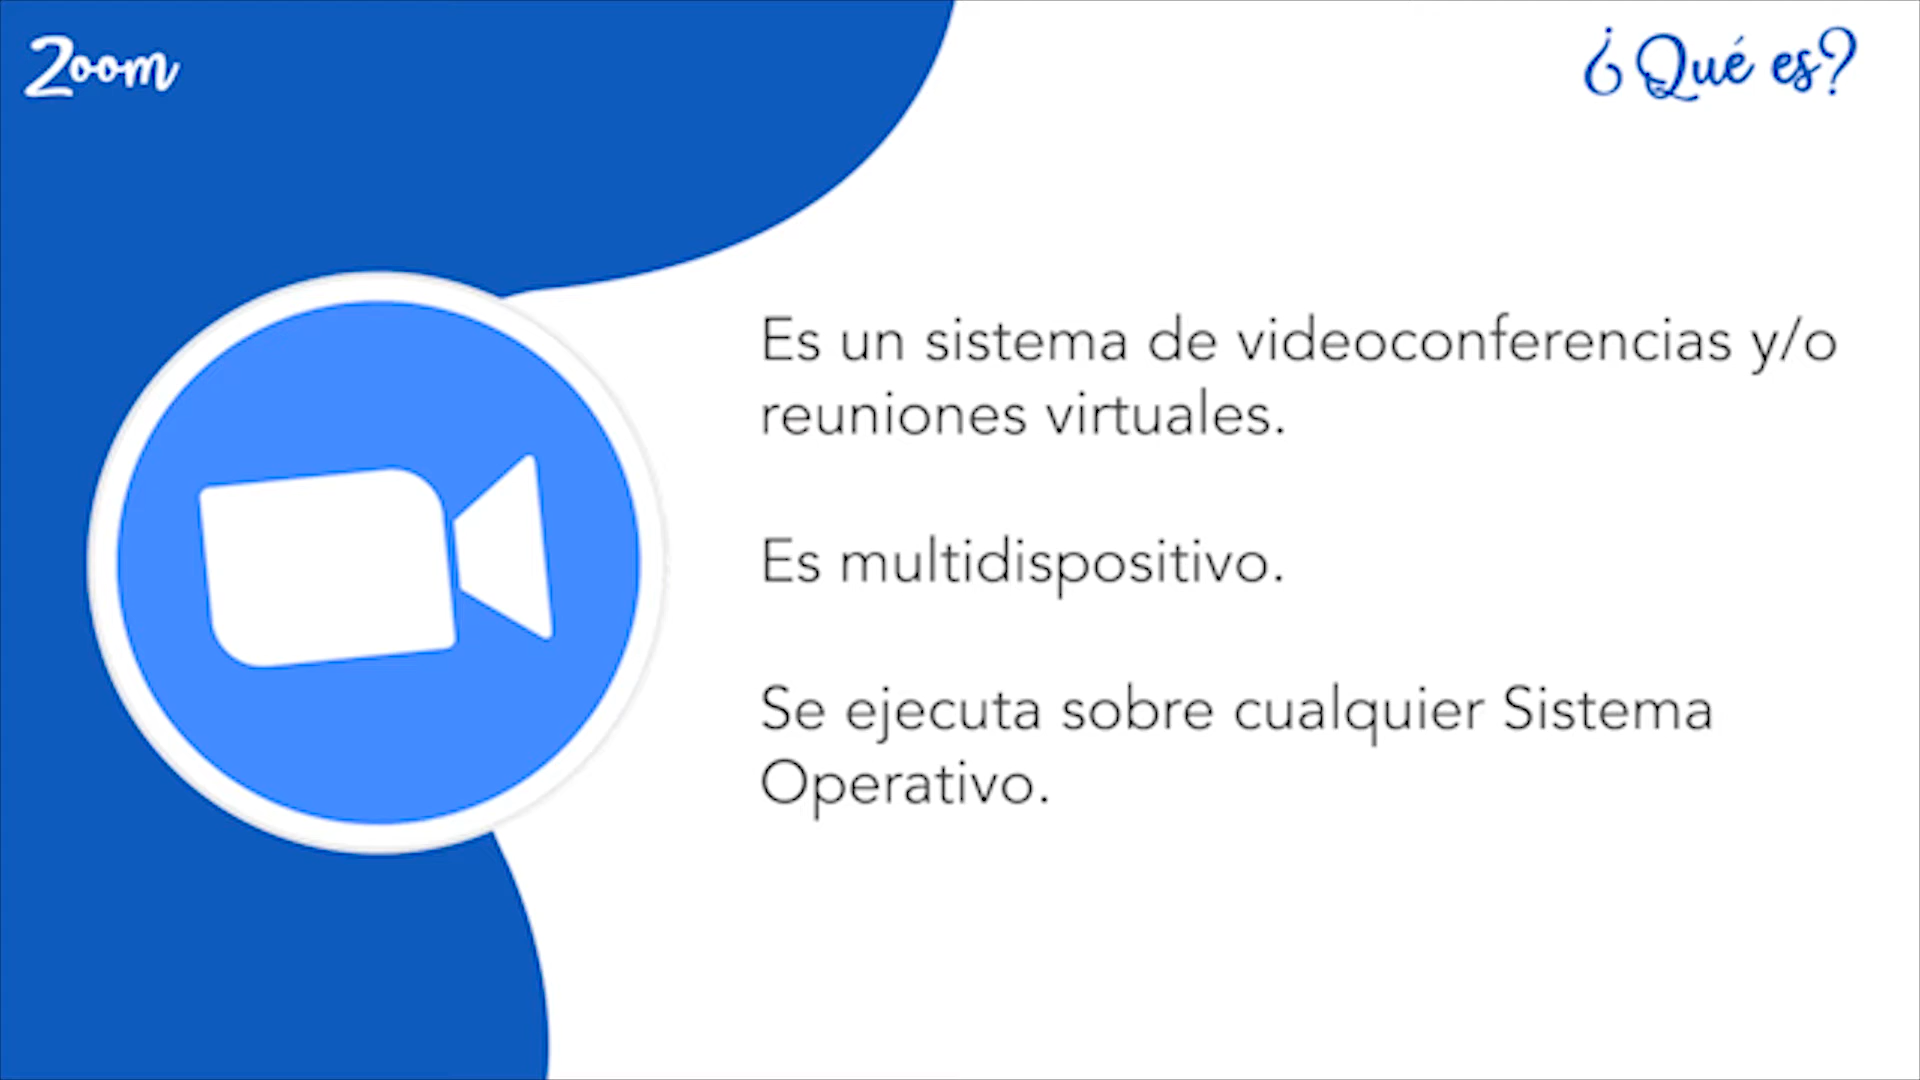 Zoom
¿Qué es?
Es un sistema de videoconferencias y/o
reuniones virtuales.
Es multidispositivo.
Se ejecuta sobre cualquier Sistema
Operativo.